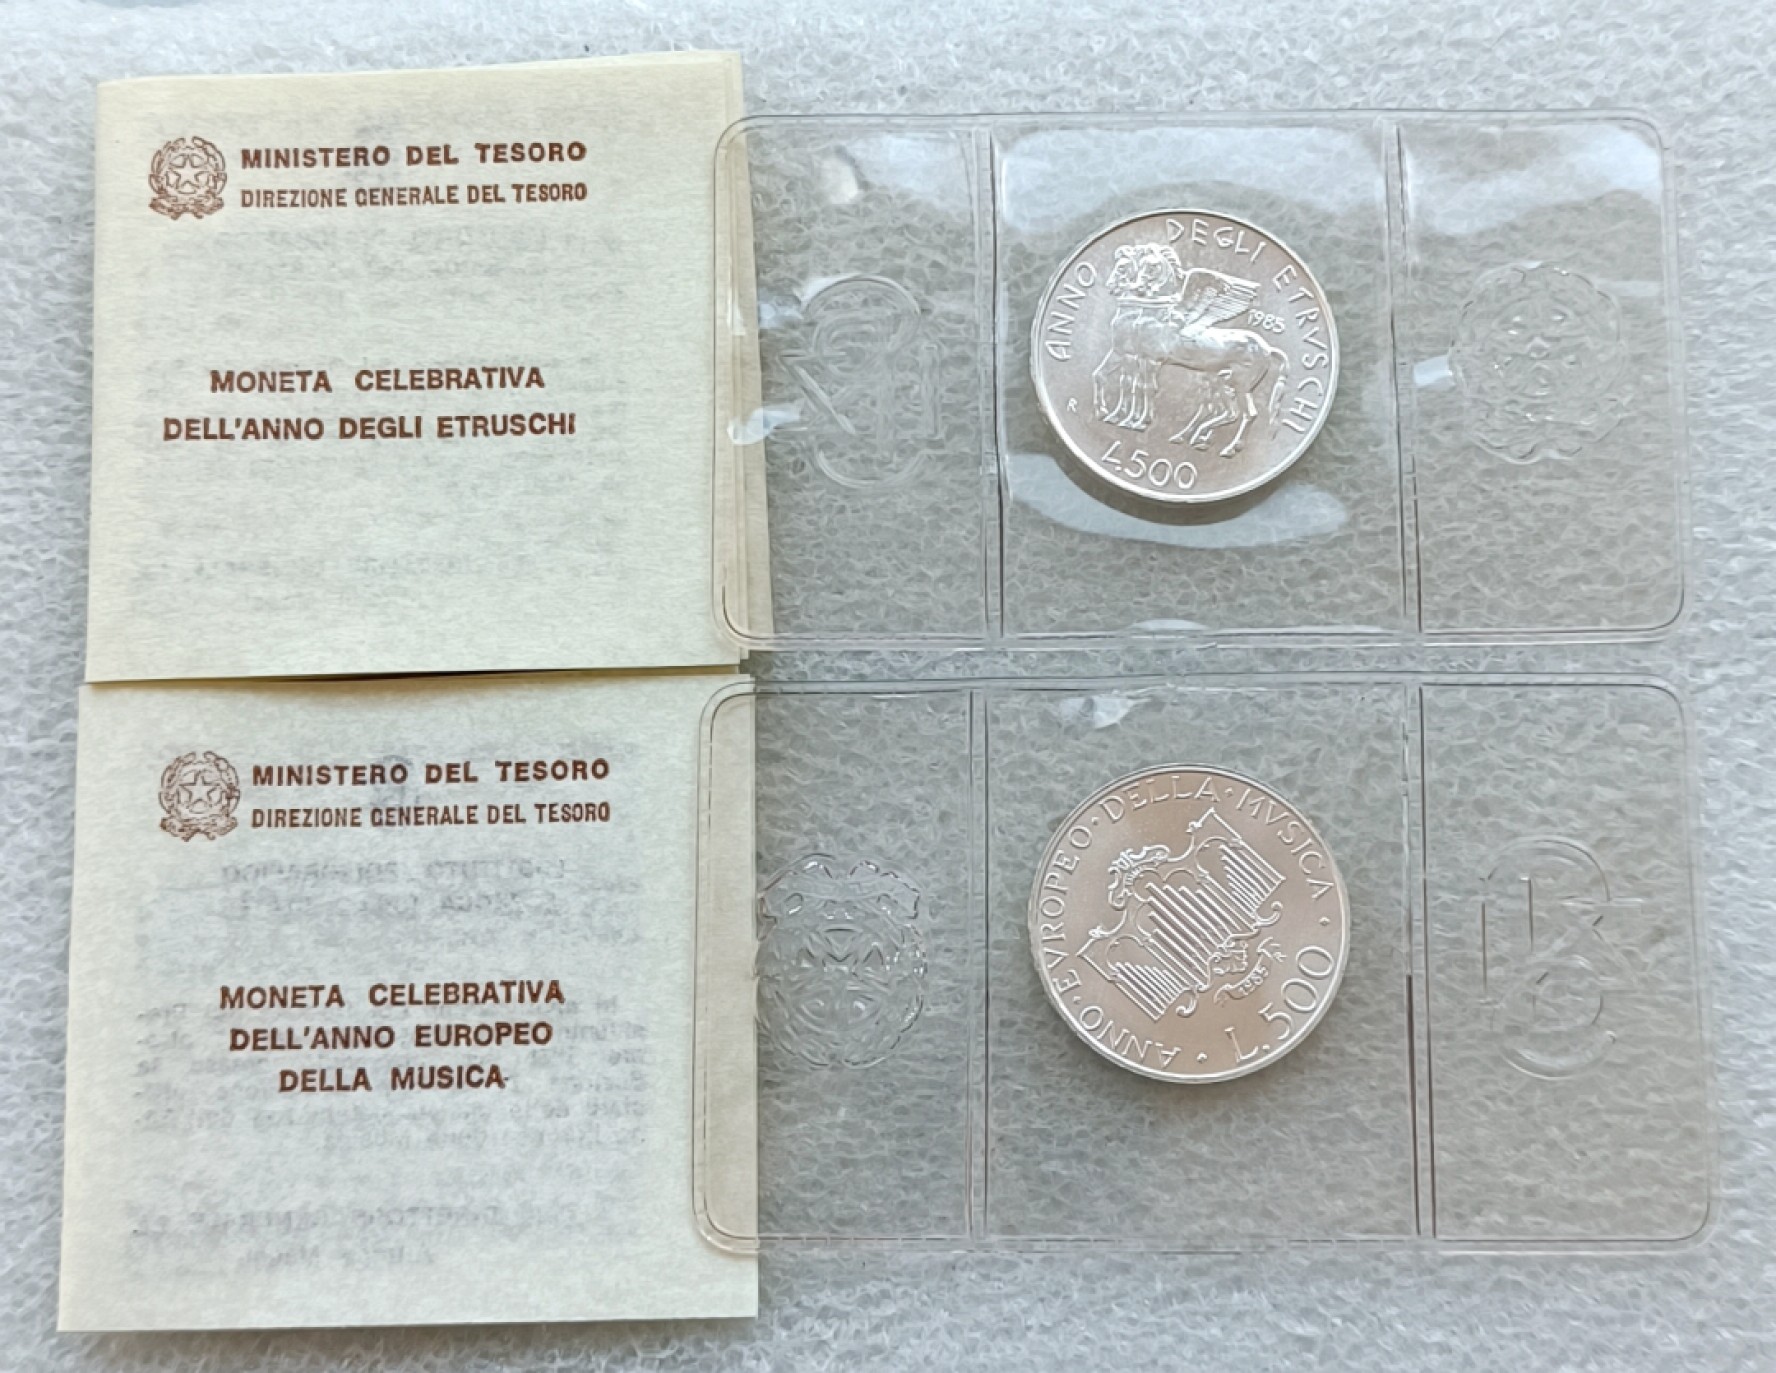 MINISTERO DEL TESORO
DIREZIONE GENERALE DEL TESORO
MONETA CELEBRATIVA
DELL'ANNO DEGLI ETRUSCHI
ANNO DEGLI ETRVSCHI
1985
R
L.500
MINISTERO DEL TESORO
DIREZIONE GENERALE DEL TESORO
MONETA CELEBRATIVA
DELL'ANNO EUROPEO
DELLA MUSICA
ANNO·EVROPEO·DELLA·MVSICA·
1985
R
L.500